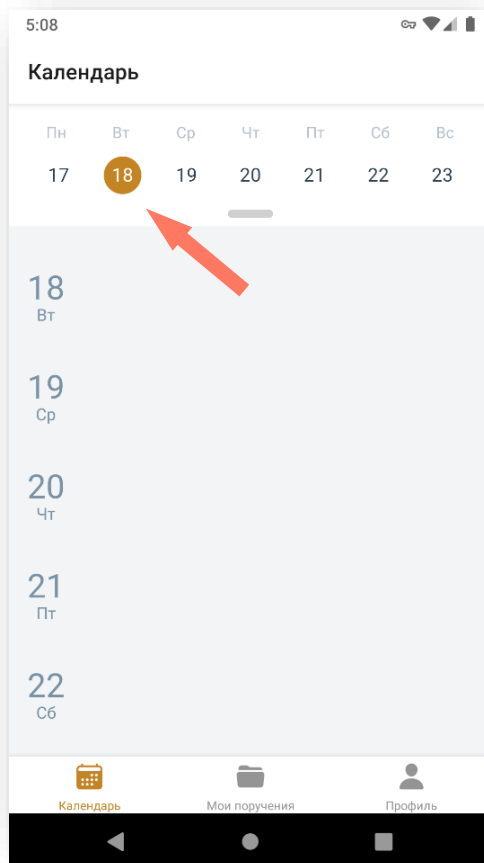 5:08
Календарь
Пн Вт Ср Чт Пт Сб Вс
17 18 19 20 21 22 23
18
Вт
19
Ср
20
Чт
21
Пт
22
Сб
Календарь Мои поручения Профиль